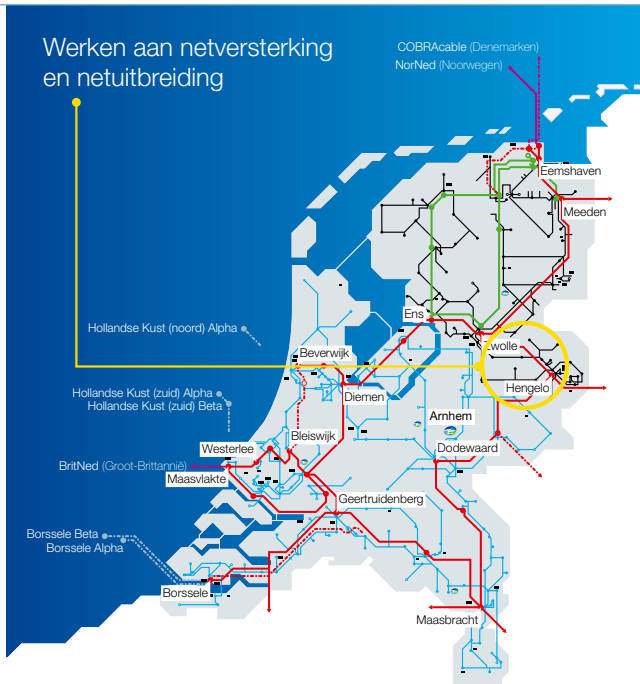 Werken aan netversterking
en netuitbreiding
COBRAcable (Denemarken)
NorNed (Noorwegen)
Eemshaven
Meeden
Ens
Hollandse Kust (noord) Alpha
Zwolle
Beverwijk
Hengelo
Diemen
Hollandse Kust (zuid) Alpha
Hollandse Kust (zuid) Beta
Arnhem
Bleiswijk
Westerlee
Dodewaard
BritNed (Groot-Brittannië)
Maasvlakte
Geertruidenberg
Borssele Beta
Borssele Alpha
Borssele
Maasbracht